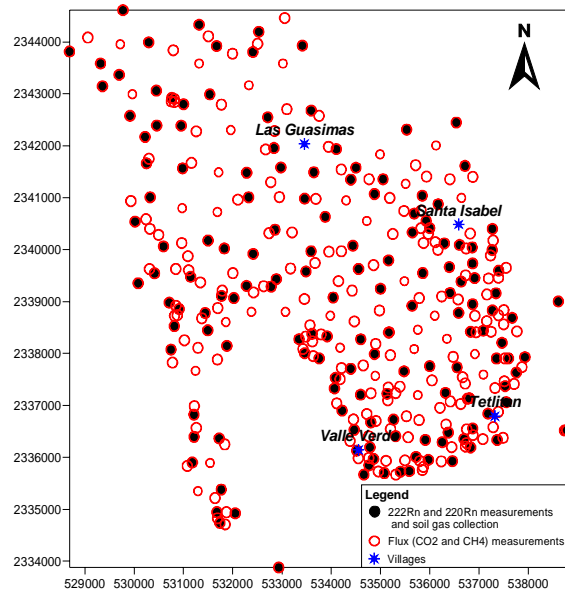 N
2344000
2343000
2342000
2341000
2340000
2339000
2338000
2337000
2336000
2335000
2334000
Las Guasimas
Santa Isabel
Tetlman
Valle Verde
Legend
222Rn and 220Rn measurements
and soil gas collection
Flux (CO2 and CH4) measurements
Villages
529000 530000 531000 532000 533000 534000 535000 536000 537000 538000